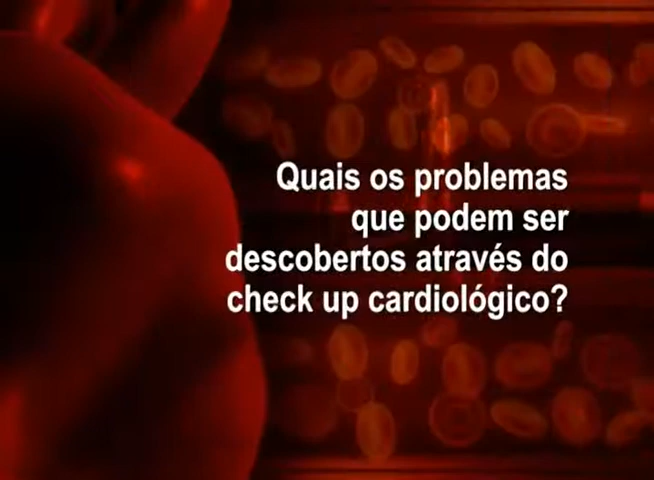 Quais os problemas
que podem ser
descobertos através do
check up cardiológico?